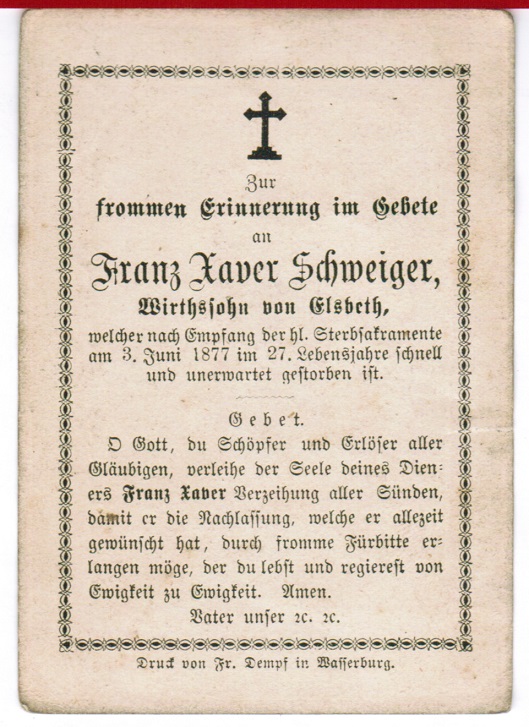 Zur
frommen Erinnerung im Gebete
an
Franz Xaver Schweiger,
Wirthssohn von Elsbeth,
welcher nach Empfang der hl. Sterbsakramente
am 3. Juni 1877 im 27. Lebensjahre schnell
und unerwartet gestorben ist.
Gebet.
O Gott, du Schöpfer und Erlöser aller
Gläubigen, verleihe der Seele deines Dien-
ers Franz Xaver Verzeihung aller Sünden,
damit er die Nachlassung, welche er allezeit
gewünscht hat, durch fromme Fürbitte er-
langen möge, der du lebst und regierest von
Ewigkeit zu Ewigkeit. Amen.
Vater unser ꝛc. ꝛc.
Druck von Fr. Dempf in Wasserburg.